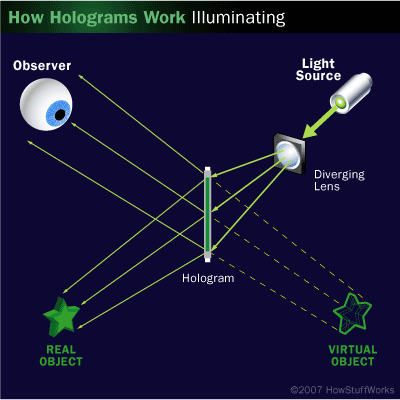 How Holograms Work Illuminating
Observer
Light
Source
Diverging
Lens
Hologram
REAL
OBJECT
VIRTUAL
OBJECT
©2007 HowStuffWorks